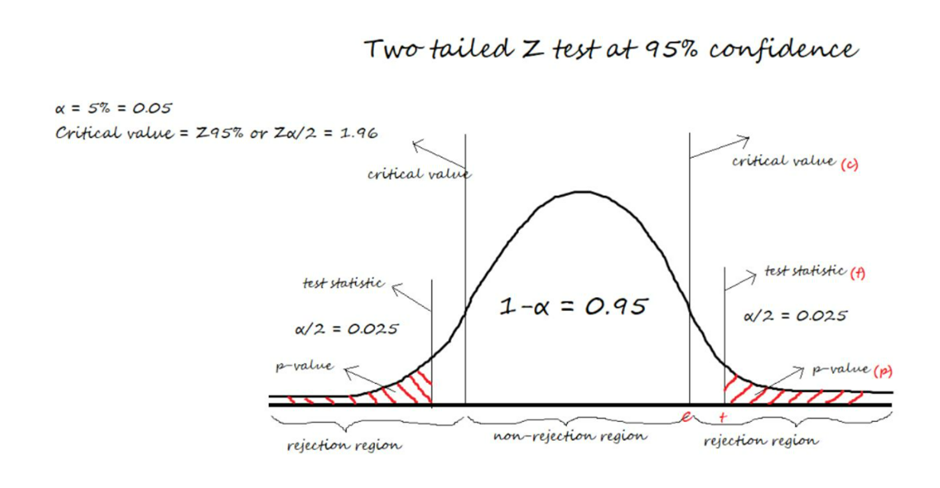 Two tailed Z test at 95% confidence
α = 5% = 0.05
Critical value = Z95% or Zα/2 = 1.96
critical value
critical value (c)
test statistic
test statistic (t)
1-α = 0.95
α/2 = 0.025
α/2 = 0.025
p-value
p-value (p)
c t
rejection region
non-rejection region
rejection region